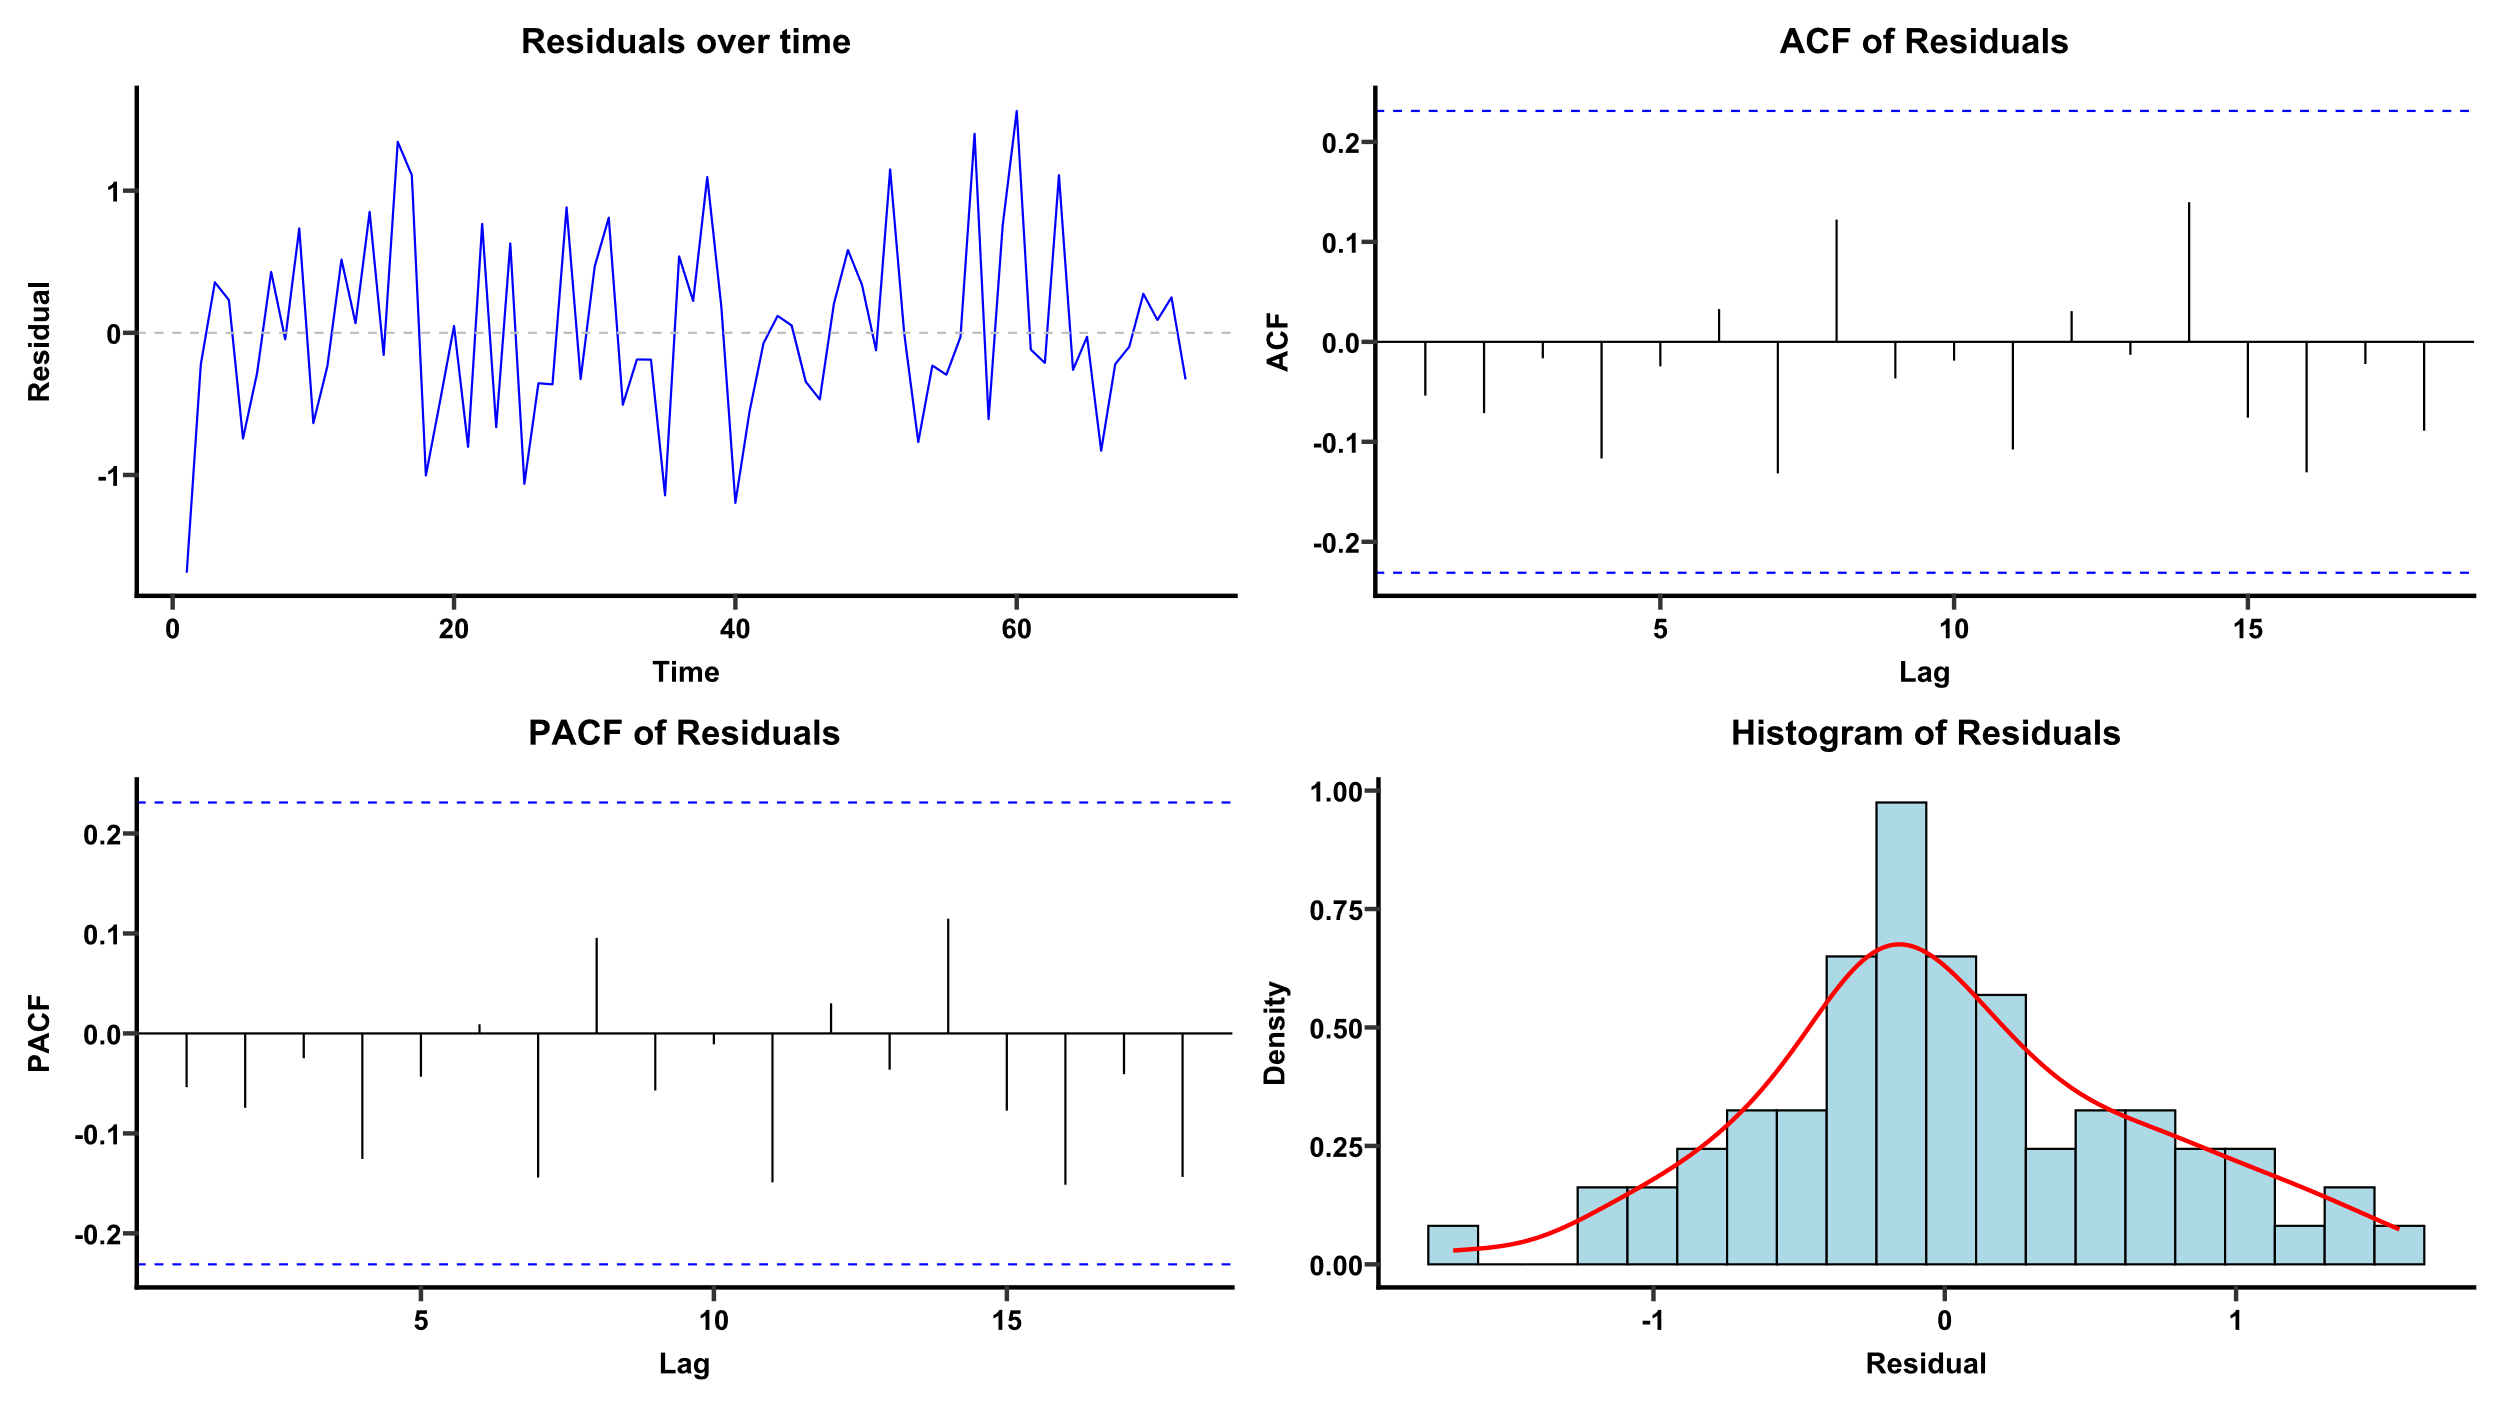 Residuals over time
1
0
-1
Residual
0 20 40 60
Time
ACF of Residuals
0.2
0.1
0.0
-0.1
-0.2
ACF
5 10 15
Lag
PACF of Residuals
0.2
0.1
0.0
-0.1
-0.2
PACF
5 10 15
Lag
Histogram of Residuals
1.00
0.75
0.50
0.25
0.00
Density
-1 0 1
Residual